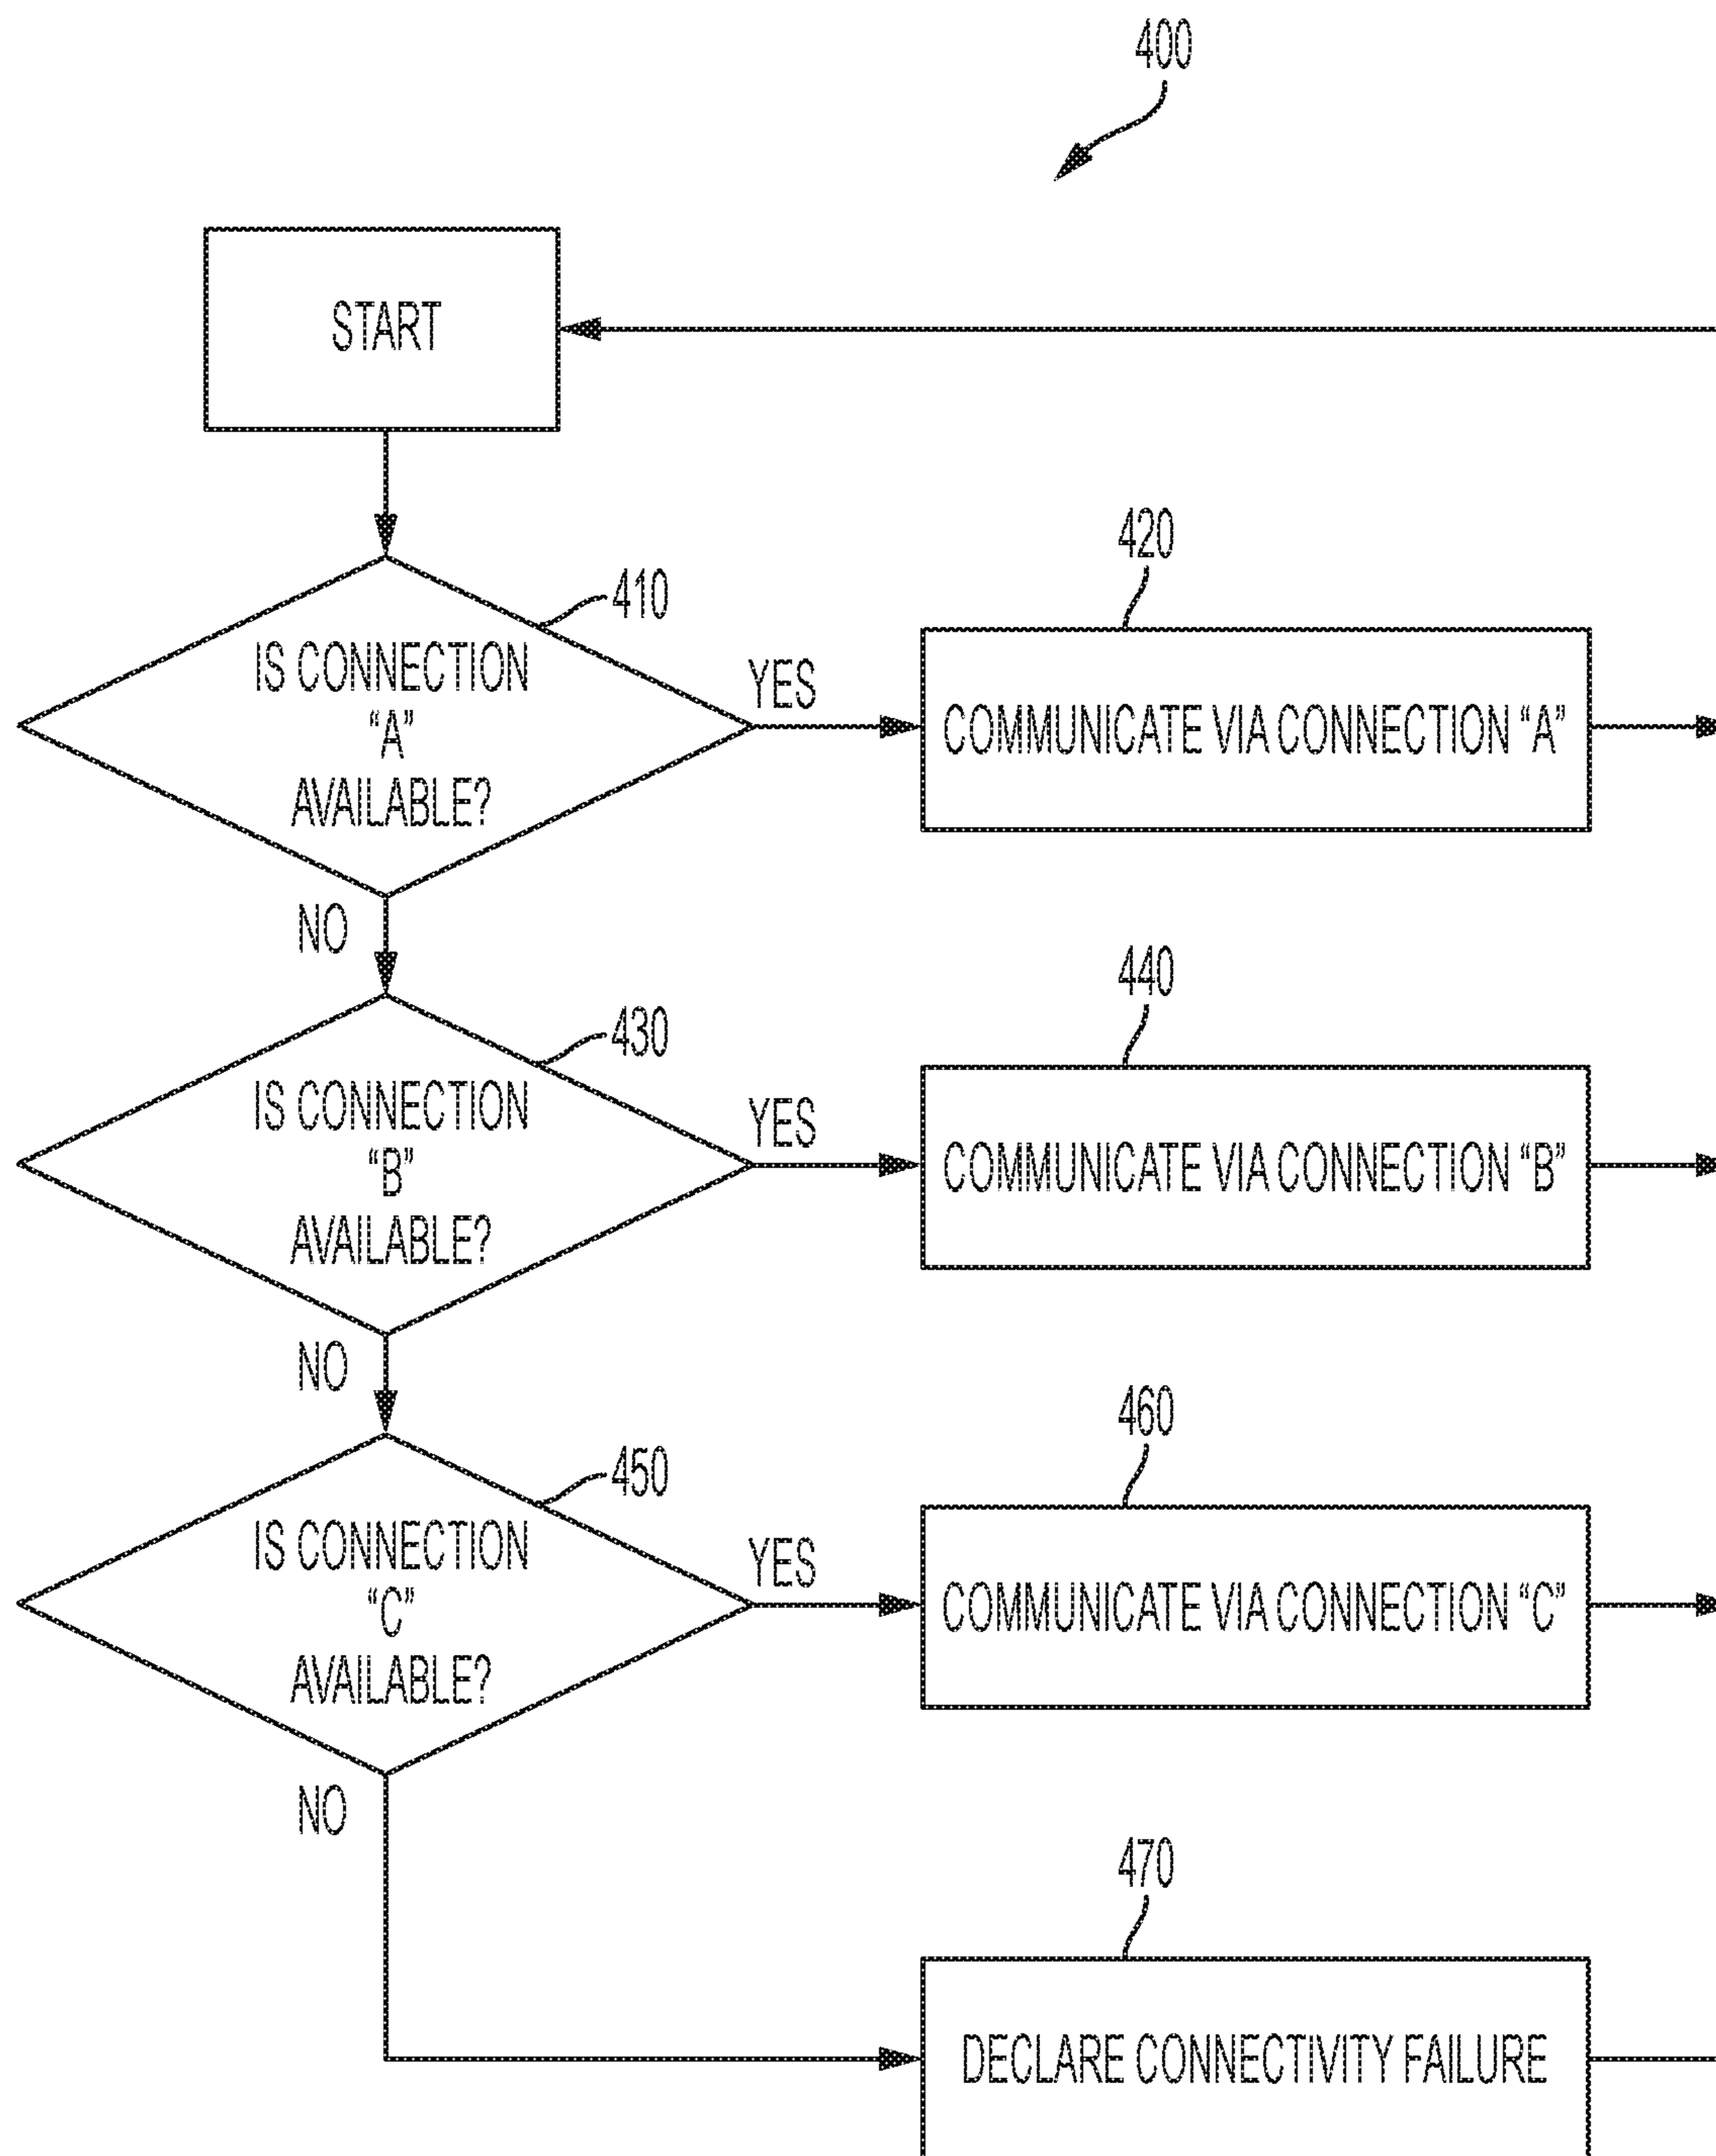 400
START
410
IS CONNECTION
“A”
AVAILABLE?
YES
420
COMMUNICATE VIA CONNECTION “A”
NO
430
IS CONNECTION
“B”
AVAILABLE?
YES
440
COMMUNICATE VIA CONNECTION “B”
NO
450
IS CONNECTION
“C”
AVAILABLE?
YES
460
COMMUNICATE VIA CONNECTION “C”
NO
470
DECLARE CONNECTIVITY FAILURE